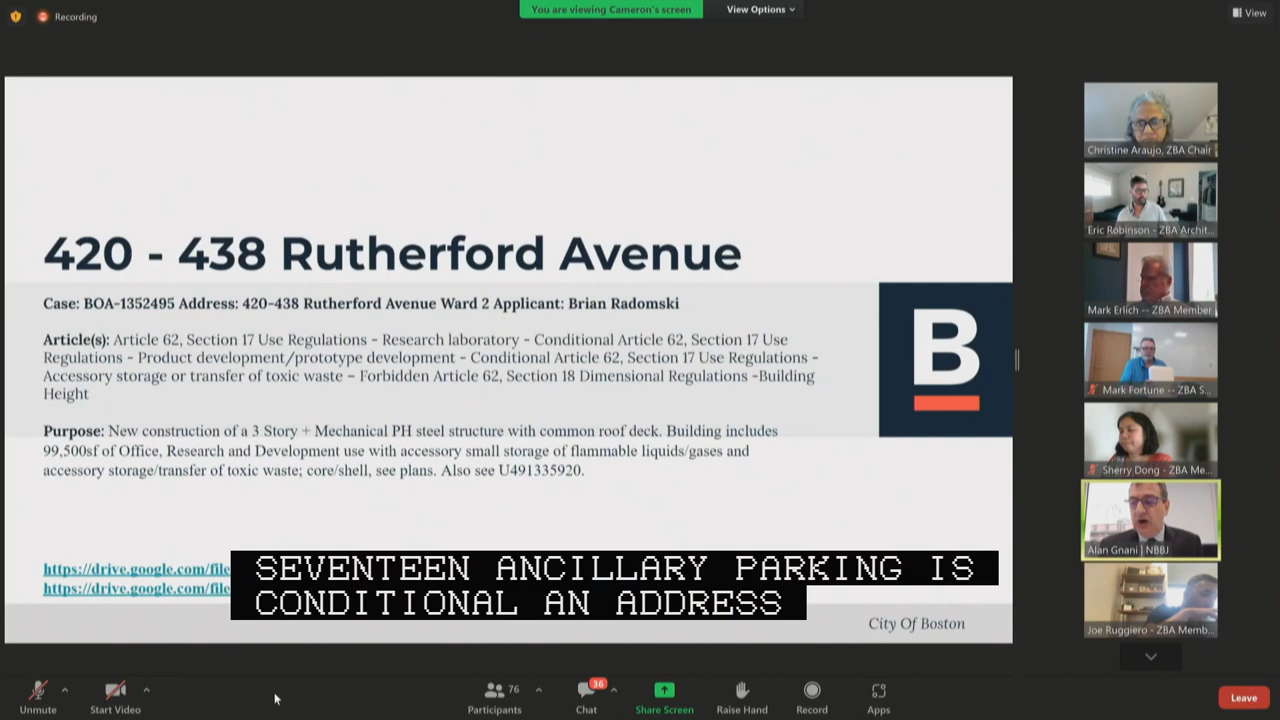 Recording
You are viewing Cameron's screen
View Options
View
420 - 438 Rutherford Avenue
Case: BOA-1352495 Address: 420-438 Rutherford Avenue Ward 2 Applicant: Brian Radomski
Article(s): Article 62, Section 17 Use Regulations - Research laboratory - Conditional Article 62, Section 17 Use
Regulations - Product development/prototype development - Conditional Article 62, Section 17 Use Regulations -
Accessory storage or transfer of toxic waste – Forbidden Article 62, Section 18 Dimensional Regulations -Building
Height
Purpose: New construction of a 3 Story + Mechanical PH steel structure with common roof deck. Building includes
99,500sf of Office, Research and Development use with accessory small storage of flammable liquids/gases and
accessory storage/transfer of toxic waste; core/shell, see plans. Also see U491335920.
B
https://drive.google.com/file
https://drive.google.com/file
SEVENTEEN ANCILLARY PARKING IS
CONDITIONAL AN ADDRESS
City Of Boston
Christine Araujo, ZBA Chair
Eric Robinson - ZBA Archit...
Mark Erlich -- ZBA Member
Mark Fortune -- ZBA S...
Sherry Dong - ZBA Me...
Alan Gnani | NBBJ
Joe Ruggiero - ZBA Memb...
Unmute
Start Video
76
Participants
36
Chat
Share Screen
Raise Hand
Record
Apps
Leave